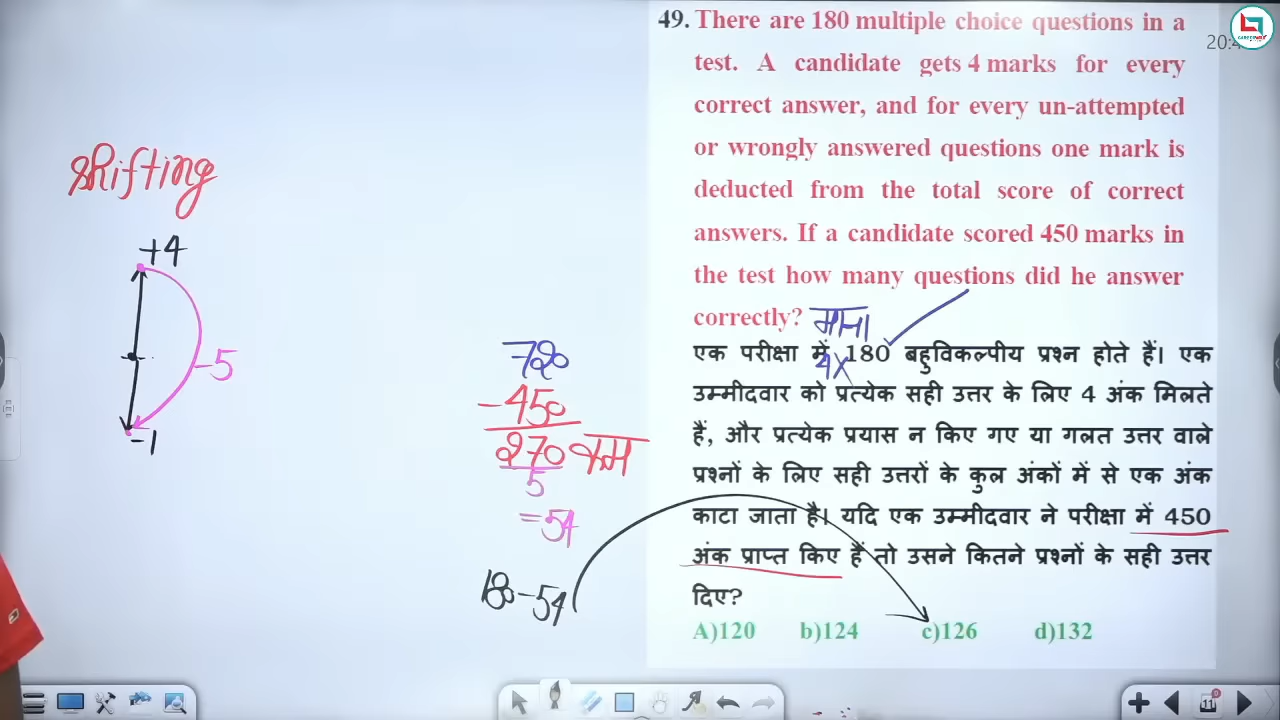 49. There are 180 multiple choice questions in a
test. A candidate gets 4 marks for every
correct answer, and for every un-attempted
or wrongly answered questions one mark is
deducted from the total score of correct
answers. If a candidate scored 450 marks in
the test how many questions did he answer
correctly? माना
4x
एक परीक्षा में 180 बहुविकल्पीय प्रश्न होते हैं। एक
उम्मीदवार को प्रत्येक सही उत्तर के लिए 4 अंक मिलते
हैं, और प्रत्येक प्रयास न किए गए या गलत उत्तर वाले
प्रश्नों के लिए सही उत्तरों के कुल अंकों में से एक अंक
काटा जाता है। यदि एक उम्मीदवार ने परीक्षा में 450
अंक प्राप्त किए हैं तो उसने कितने प्रश्नों के सही उत्तर
दिए?
A)120 b)124 c)126 d)132
Shifting
+4
-5
-1
720
-450
270 कम
5
=54
180-54
11